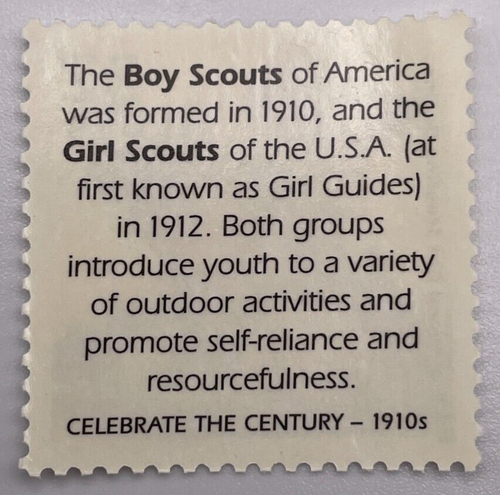 The Boy Scouts of America
was formed in 1910, and the
Girl Scouts of the U.S.A. (at
first known as Girl Guides)
in 1912. Both groups
introduce youth to a variety
of outdoor activities and
promote self-reliance and
resourcefulness.
CELEBRATE THE CENTURY – 1910s